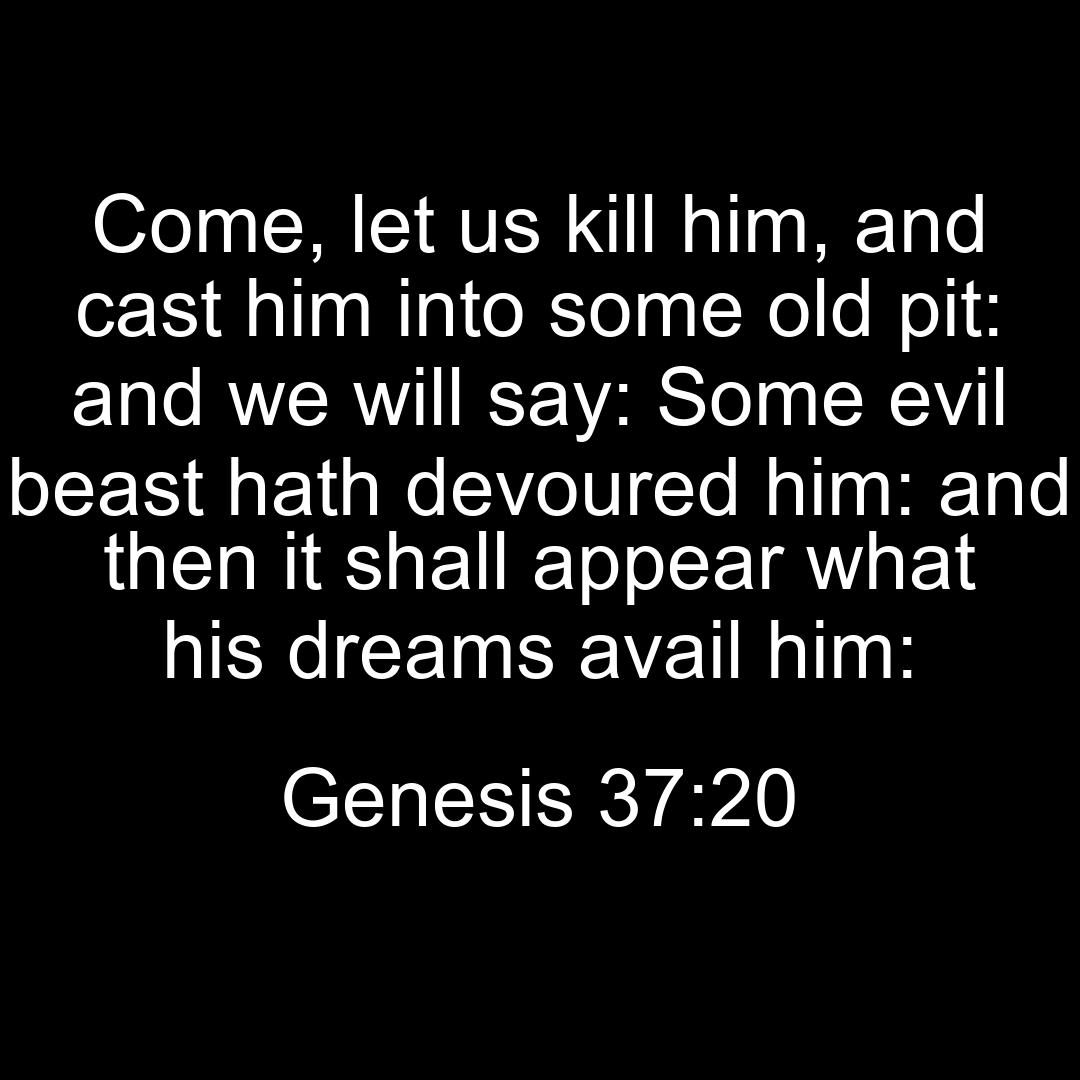 Come, let us kill him, and
cast him into some old pit:
and we will say: Some evil
beast hath devoured him: and
then it shall appear what
his dreams avail him:
Genesis 37:20